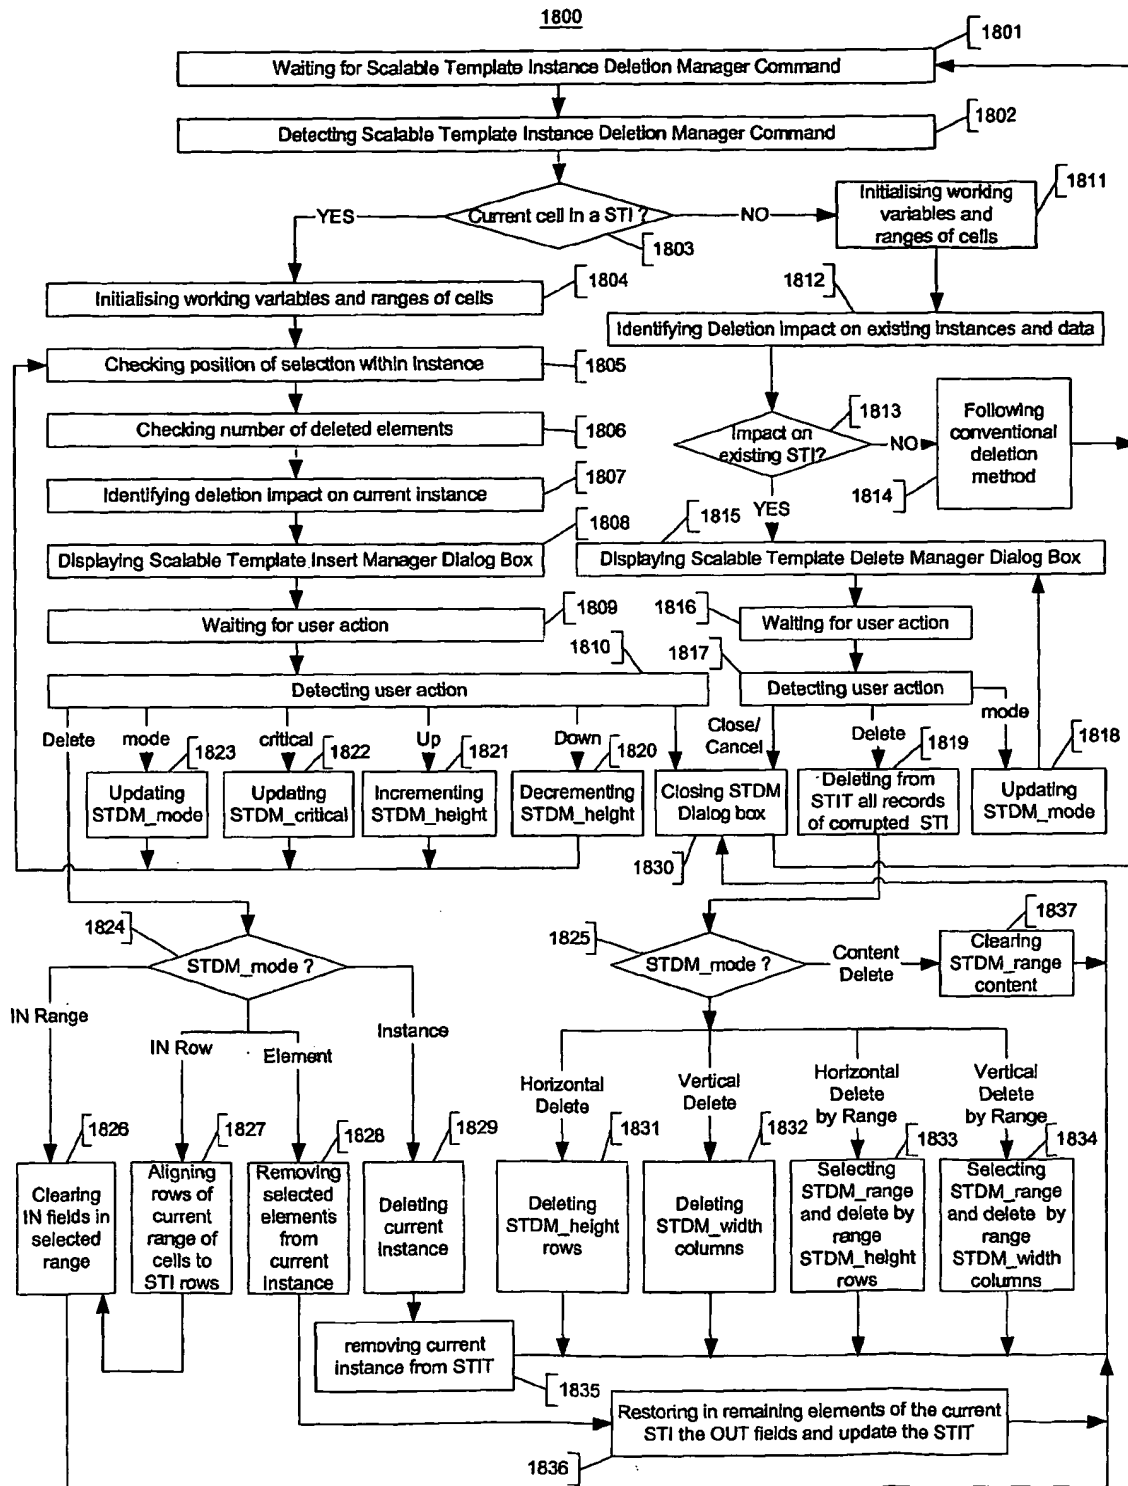 1800
1801
Waiting for Scalable Template Instance Deletion Manager Command
1802
Detecting Scalable Template Instance Deletion Manager Command
Current cell in a STI ?
YES
NO
1803
Initialising working
variables and
ranges of cells
1811
1804
Initialising working variables and ranges of cells
1812
Identifying Deletion Impact on existing instances and data
Checking position of selection within instance
1805
Checking number of deleted elements
1806
Impact on
existing STI?
1813
NO
YES
Following
conventional
deletion
method
1814
Identifying deletion impact on current instance
1807
1808
Displaying Scalable Template Insert Manager Dialog Box
1815
Displaying Scalable Template Delete Manager Dialog Box
1809
Waiting for user action
1816
Waiting for user action
1810
Detecting user action
1817
Detecting user action
Delete
mode
critical
Up
Down
Close/
Cancel
Delete
mode
1823
Updating
STDM_mode
1822
Updating
STDM_critical
1821
Incrementing
STDM_height
1820
Decrementing
STDM_height
Closing STDM
Dialog box
1830
1819
Deleting from
STIT all records
of corrupted STI
1818
Updating
STDM_mode
1824
STDM_mode ?
1825
STDM_mode ?
Content
Delete
1837
Clearing
STDM_range
content
IN Range
IN Row
Element
Instance
Horizontal
Delete
Vertical
Delete
Horizontal
Delete
by Range
Vertical
Delete
by Range
1826
Clearing
IN fields in
selected
range
1827
Aligning
rows of
current
range of
cells to
STI rows
1828
Removing
selected
elements
from
current
instance
1829
Deleting
current
instance
1831
Deleting
STDM_height
rows
1832
Deleting
STDM_width
columns
1833
Selecting
STDM_range
and delete by
range
STDM_height
rows
1834
Selecting
STDM_range
and delete by
range
STDM_width
columns
removing current
instance from STIT
1835
Restoring in remaining elements of the current
STI the OUT fields and update the STIT
1836